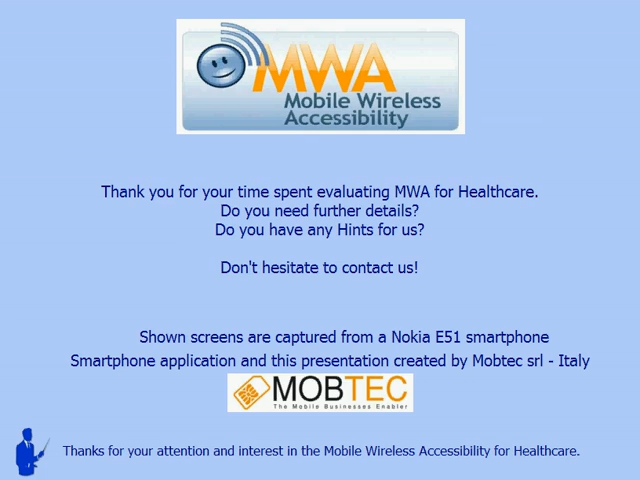 MWA
Mobile Wireless
Accessibility
Thank you for your time spent evaluating MWA for Healthcare.
Do you need further details?
Do you have any Hints for us?
Don't hesitate to contact us!
Shown screens are captured from a Nokia E51 smartphone
Smartphone application and this presentation created by Mobtec srl - Italy
MOBTEC
The Mobile Businesses Enabler
Thanks for your attention and interest in the Mobile Wireless Accessibility for Healthcare.